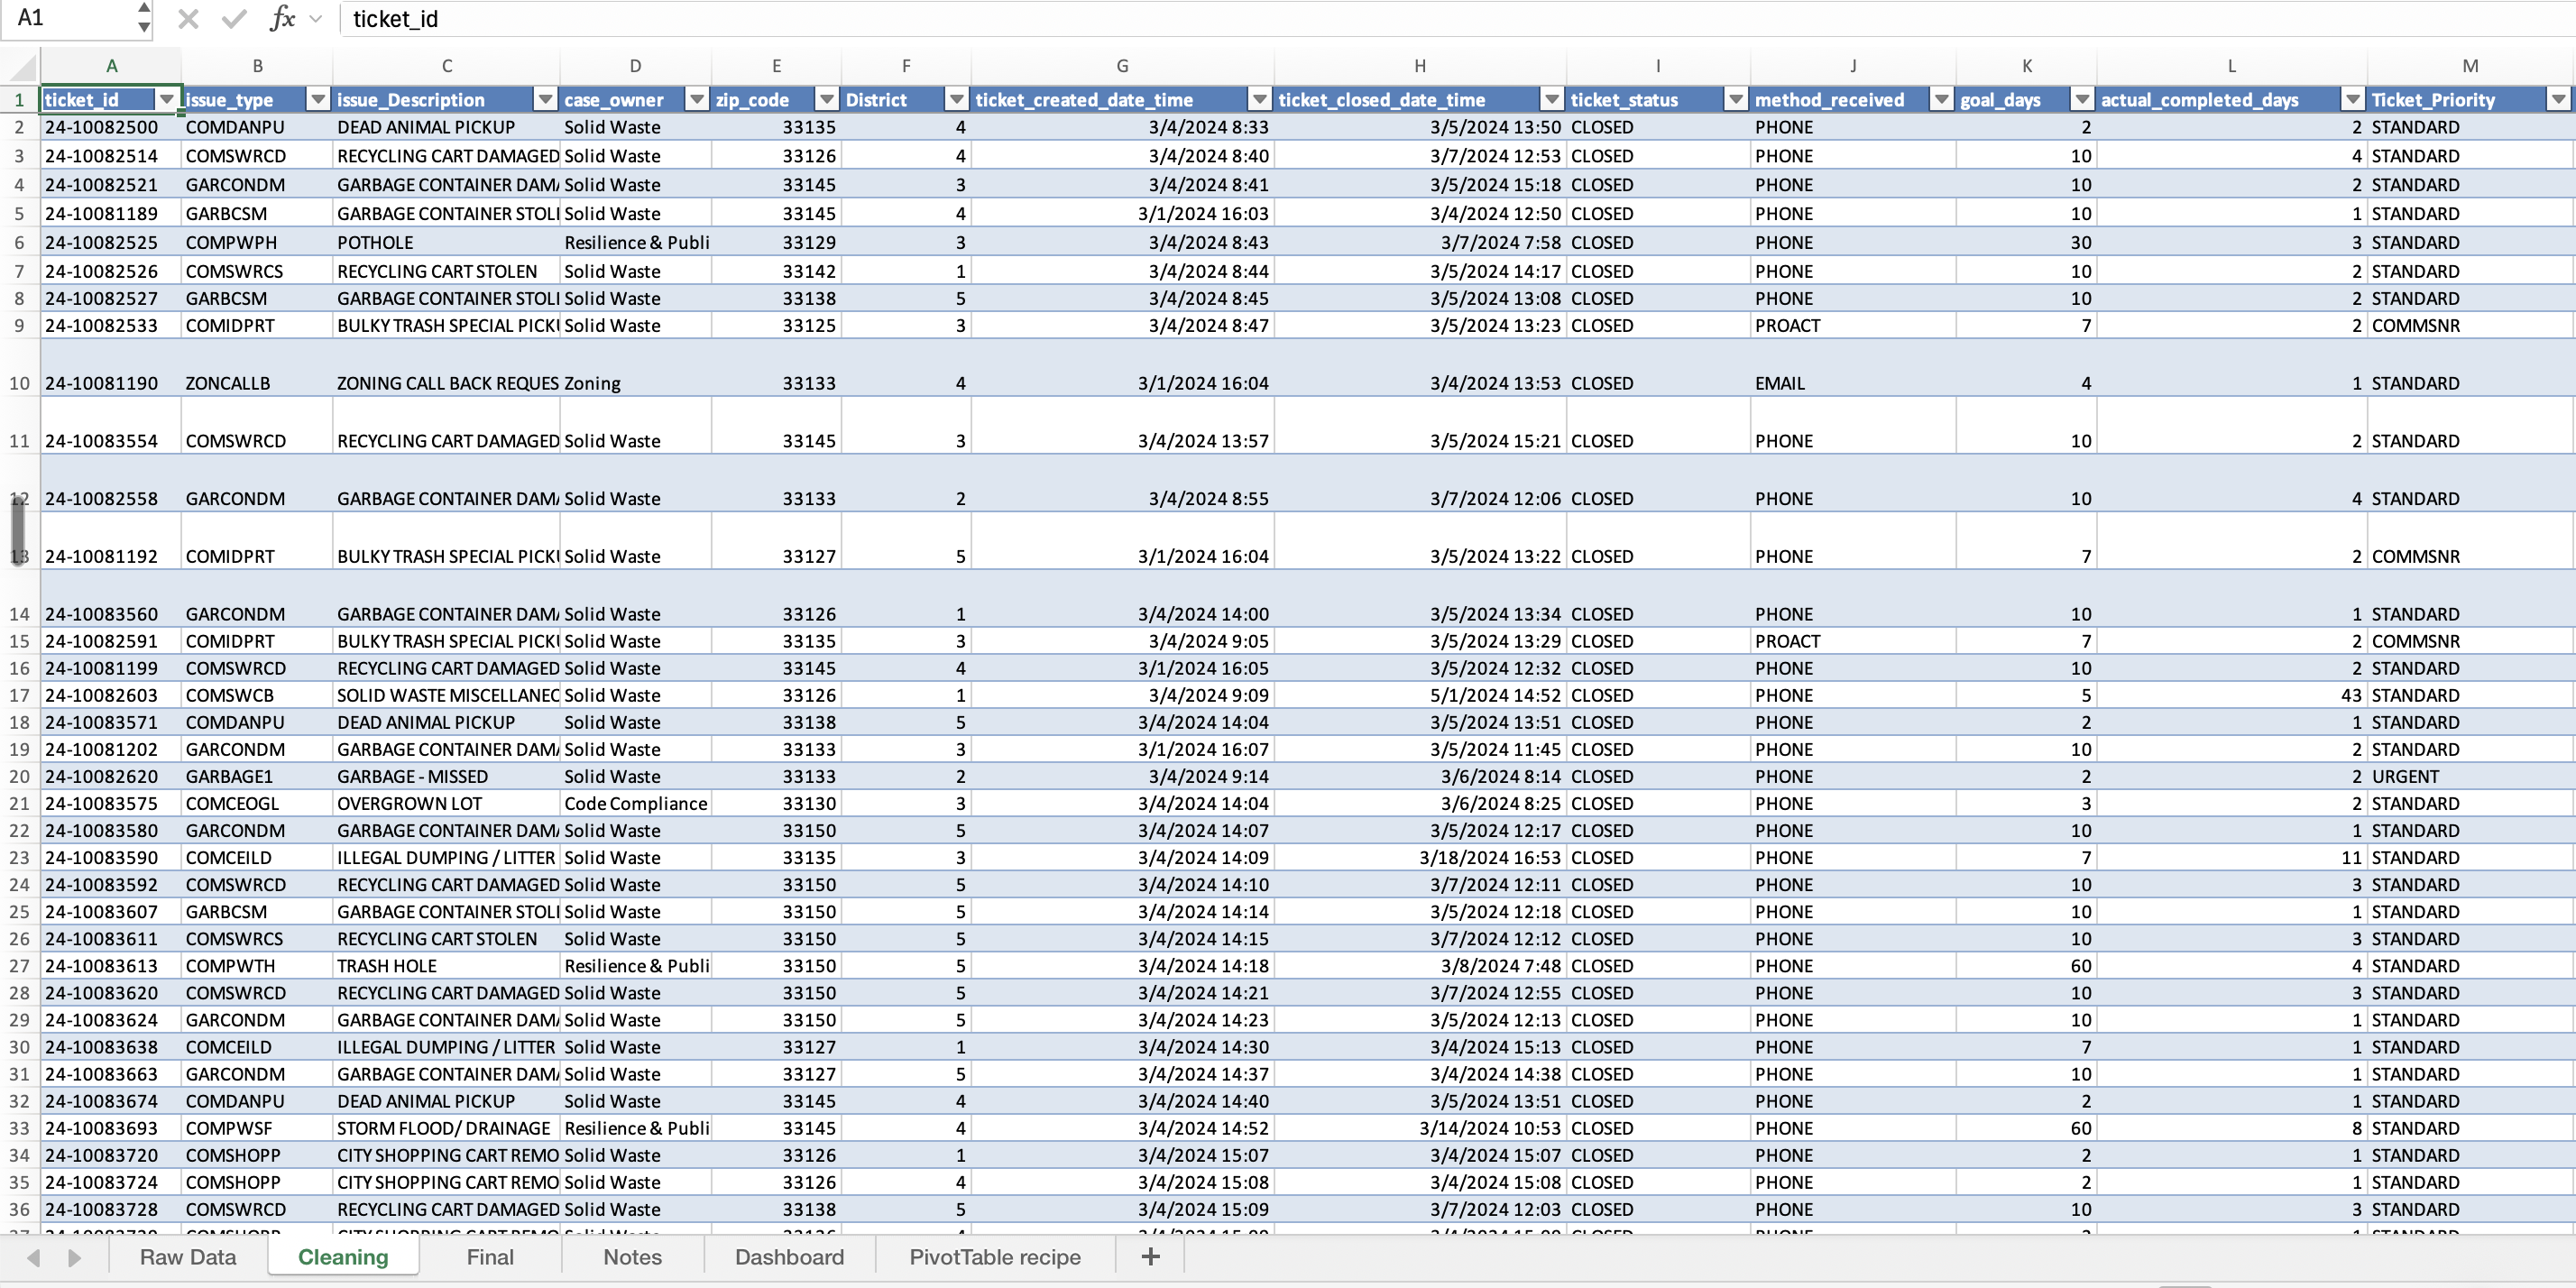 A1 fx ticket_id
A B C D E F G H I J K L M
1 ticket_id issue_type issue_Description case_owner zip_code District ticket_created_date_time ticket_closed_date_time ticket_status method_received goal_days actual_completed_days Ticket_Priority
2 24-10082500 COMDANPU DEAD ANIMAL PICKUP Solid Waste 33135 4 3/4/2024 8:33 3/5/2024 13:50 CLOSED PHONE 2 2 STANDARD
3 24-10082514 COMSWRCD RECYCLING CART DAMAGED Solid Waste 33126 4 3/4/2024 8:40 3/7/2024 12:53 CLOSED PHONE 10 4 STANDARD
4 24-10082521 GARCONDM GARBAGE CONTAINER DAMA Solid Waste 33145 3 3/4/2024 8:41 3/5/2024 15:18 CLOSED PHONE 10 2 STANDARD
5 24-10081189 GARBCSM GARBAGE CONTAINER STOL Solid Waste 33145 4 3/1/2024 16:03 3/4/2024 12:50 CLOSED PHONE 10 1 STANDARD
6 24-10082525 COMPWPH POTHOLE Resilience & Publi 33129 3 3/4/2024 8:43 3/7/2024 7:58 CLOSED PHONE 30 3 STANDARD
7 24-10082526 COMSWRCS RECYCLING CART STOLEN Solid Waste 33142 1 3/4/2024 8:44 3/5/2024 14:17 CLOSED PHONE 10 2 STANDARD
8 24-10082527 GARBCSM GARBAGE CONTAINER STOL Solid Waste 33138 5 3/4/2024 8:45 3/5/2024 13:08 CLOSED PHONE 10 2 STANDARD
9 24-10082533 COMIDPRT BULKY TRASH SPECIAL PICK Solid Waste 33125 3 3/4/2024 8:47 3/5/2024 13:23 CLOSED PROACT 7 2 COMMSNR
10 24-10081190 ZONCALLB ZONING CALL BACK REQUES Zoning 33133 4 3/1/2024 16:04 3/4/2024 13:53 CLOSED EMAIL 4 1 STANDARD
11 24-10083554 COMSWRCD RECYCLING CART DAMAGED Solid Waste 33145 3 3/4/2024 13:57 3/5/2024 15:21 CLOSED PHONE 10 2 STANDARD
12 24-10082558 GARCONDM GARBAGE CONTAINER DAMA Solid Waste 33133 2 3/4/2024 8:55 3/7/2024 12:06 CLOSED PHONE 10 4 STANDARD
13 24-10081192 COMIDPRT BULKY TRASH SPECIAL PICK Solid Waste 33127 5 3/1/2024 16:04 3/5/2024 13:22 CLOSED PHONE 7 2 COMMSNR
14 24-10083560 GARCONDM GARBAGE CONTAINER DAMA Solid Waste 33126 1 3/4/2024 14:00 3/5/2024 13:34 CLOSED PHONE 10 1 STANDARD
15 24-10082591 COMIDPRT BULKY TRASH SPECIAL PICK Solid Waste 33135 3 3/4/2024 9:05 3/5/2024 13:29 CLOSED PROACT 7 2 COMMSNR
16 24-10081199 COMSWRCD RECYCLING CART DAMAGED Solid Waste 33145 4 3/1/2024 16:05 3/5/2024 12:32 CLOSED PHONE 10 2 STANDARD
17 24-10082603 COMSWCB SOLID WASTE MISCELLANEC Solid Waste 33126 1 3/4/2024 9:09 5/1/2024 14:52 CLOSED PHONE 5 43 STANDARD
18 24-10083571 COMDANPU DEAD ANIMAL PICKUP Solid Waste 33138 5 3/4/2024 14:04 3/5/2024 13:51 CLOSED PHONE 2 1 STANDARD
19 24-10081202 GARCONDM GARBAGE CONTAINER DAMA Solid Waste 33133 3 3/1/2024 16:07 3/5/2024 11:45 CLOSED PHONE 10 2 STANDARD
20 24-10082620 GARBAGE1 GARBAGE - MISSED Solid Waste 33133 2 3/4/2024 9:14 3/6/2024 8:14 CLOSED PHONE 2 2 URGENT
21 24-10083575 COMCEOGL OVERGROWN LOT Code Compliance 33130 3 3/4/2024 14:04 3/6/2024 8:25 CLOSED PHONE 3 2 STANDARD
22 24-10083580 GARCONDM GARBAGE CONTAINER DAMA Solid Waste 33150 5 3/4/2024 14:07 3/5/2024 12:17 CLOSED PHONE 10 1 STANDARD
23 24-10083590 COMCEILD ILLEGAL DUMPING / LITTER Solid Waste 33135 3 3/4/2024 14:09 3/18/2024 16:53 CLOSED PHONE 7 11 STANDARD
24 24-10083592 COMSWRCD RECYCLING CART DAMAGED Solid Waste 33150 5 3/4/2024 14:10 3/7/2024 12:11 CLOSED PHONE 10 3 STANDARD
25 24-10083607 GARBCSM GARBAGE CONTAINER STOL Solid Waste 33150 5 3/4/2024 14:14 3/5/2024 12:18 CLOSED PHONE 10 1 STANDARD
26 24-10083611 COMSWRCS RECYCLING CART STOLEN Solid Waste 33150 5 3/4/2024 14:15 3/7/2024 12:12 CLOSED PHONE 10 3 STANDARD
27 24-10083613 COMPWTH TRASH HOLE Resilience & Publi 33150 5 3/4/2024 14:18 3/8/2024 7:48 CLOSED PHONE 60 4 STANDARD
28 24-10083620 COMSWRCD RECYCLING CART DAMAGED Solid Waste 33150 5 3/4/2024 14:21 3/7/2024 12:55 CLOSED PHONE 10 3 STANDARD
29 24-10083624 GARCONDM GARBAGE CONTAINER DAMA Solid Waste 33150 5 3/4/2024 14:23 3/5/2024 12:13 CLOSED PHONE 10 1 STANDARD
30 24-10083638 COMCEILD ILLEGAL DUMPING / LITTER Solid Waste 33127 1 3/4/2024 14:30 3/4/2024 15:13 CLOSED PHONE 7 1 STANDARD
31 24-10083663 GARCONDM GARBAGE CONTAINER DAMA Solid Waste 33127 5 3/4/2024 14:37 3/4/2024 14:38 CLOSED PHONE 10 1 STANDARD
32 24-10083674 COMDANPU DEAD ANIMAL PICKUP Solid Waste 33145 4 3/4/2024 14:40 3/5/2024 13:51 CLOSED PHONE 2 1 STANDARD
33 24-10083693 COMPWSF STORM FLOOD/ DRAINAGE Resilience & Publi 33145 4 3/4/2024 14:52 3/14/2024 10:53 CLOSED PHONE 60 8 STANDARD
34 24-10083720 COMSHOPP CITY SHOPPING CART REMO Solid Waste 33126 1 3/4/2024 15:07 3/4/2024 15:07 CLOSED PHONE 2 1 STANDARD
35 24-10083724 COMSHOPP CITY SHOPPING CART REMO Solid Waste 33126 4 3/4/2024 15:08 3/4/2024 15:08 CLOSED PHONE 2 1 STANDARD
36 24-10083728 COMSWRCD RECYCLING CART DAMAGED Solid Waste 33138 5 3/4/2024 15:09 3/7/2024 12:03 CLOSED PHONE 10 3 STANDARD
Raw Data Cleaning Final Notes Dashboard PivotTable recipe +